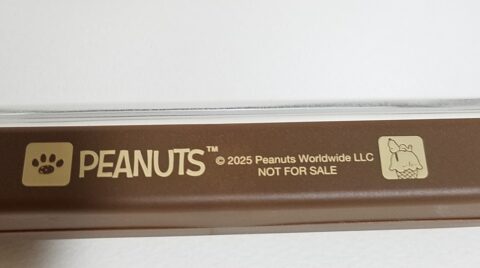 PEANUTS™ © 2025 Peanuts Worldwide LLC
NOT FOR SALE